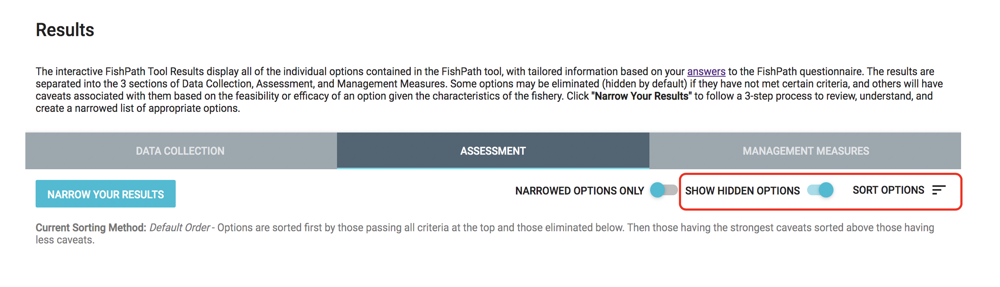 Results
The interactive FishPath Tool Results display all of the individual options contained in the FishPath tool, with tailored information based on your answers to the FishPath questionnaire. The results are
separated into the 3 sections of Data Collection, Assessment, and Management Measures. Some options may be eliminated (hidden by default) if they have not met certain criteria, and others will have
caveats associated with them based on the feasibility or efficacy of an option given the characteristics of the fishery. Click "Narrow Your Results" to follow a 3-step process to review, understand, and
create a narrowed list of appropriate options.
DATA COLLECTION
ASSESSMENT
MANAGEMENT MEASURES
NARROW YOUR RESULTS
NARROWED OPTIONS ONLY
SHOW HIDDEN OPTIONS
SORT OPTIONS
Current Sorting Method: Default Order - Options are sorted first by those passing all criteria at the top and those eliminated below. Then those having the strongest caveats sorted above those having
less caveats.